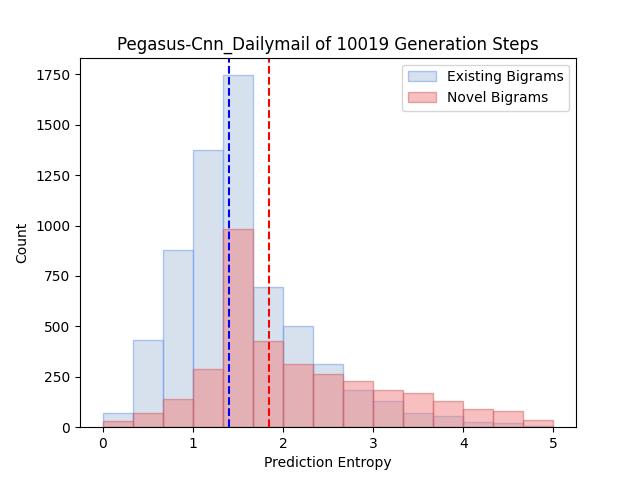 Pegasus-Cnn_Dailymail of 10019 Generation Steps
Existing Bigrams
Novel Bigrams
1750
1500
1250
1000
750
500
250
0
Count
0 1 2 3 4 5
Prediction Entropy